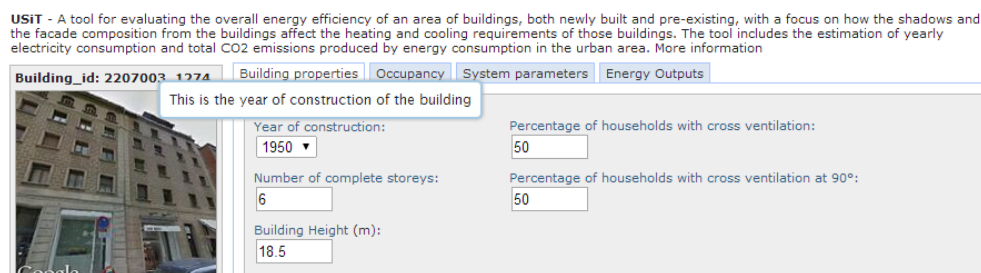 USiT - A tool for evaluating the overall energy efficiency of an area of buildings, both newly built and pre-existing, with a focus on how the shadows and
the facade composition from the buildings affect the heating and cooling requirements of those buildings. The tool includes the estimation of yearly
electricity consumption and total CO2 emissions produced by energy consumption in the urban area. More information
Building_id: 2207003_1274
Building properties Occupancy System parameters Energy Outputs
This is the year of construction of the building
Year of construction: Percentage of households with cross ventilation:
1950 50
Number of complete storeys: Percentage of households with cross ventilation at 90°:
6 50
Building Height (m):
18.5
Google